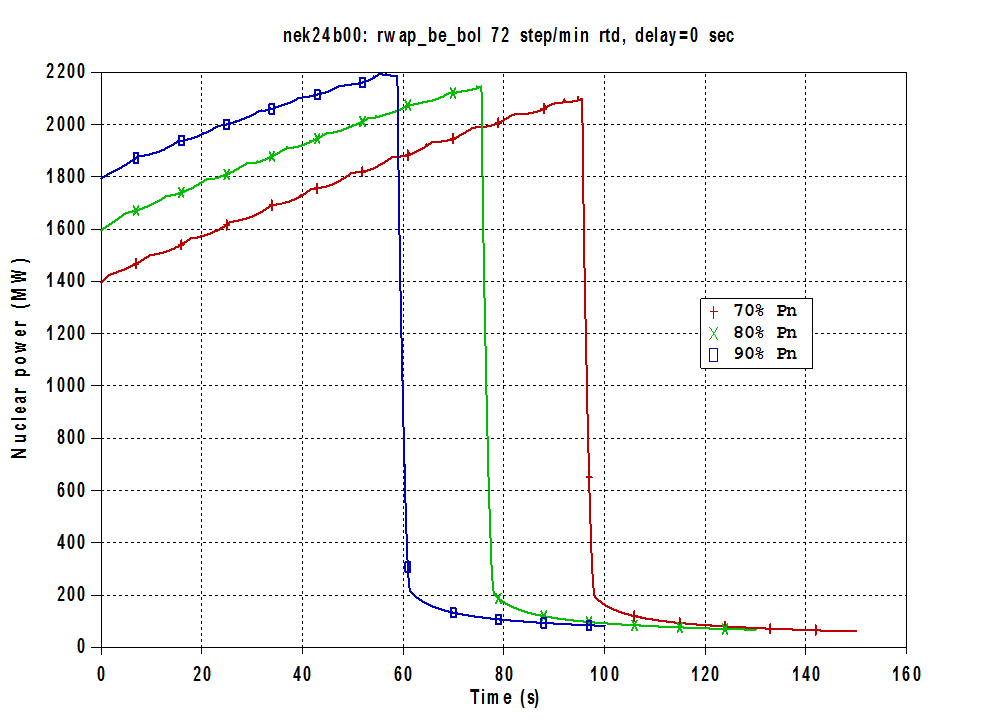 nek24b00: rwap_be_bol 72 step/min rtd, delay=0 sec
2200
2000
1800
1600
1400
1200
1000
800
600
400
200
0
Nuclear power (MW)
70% Pn
80% Pn
90% Pn
0 20 40 60 80 100 120 140 160
Time (s)